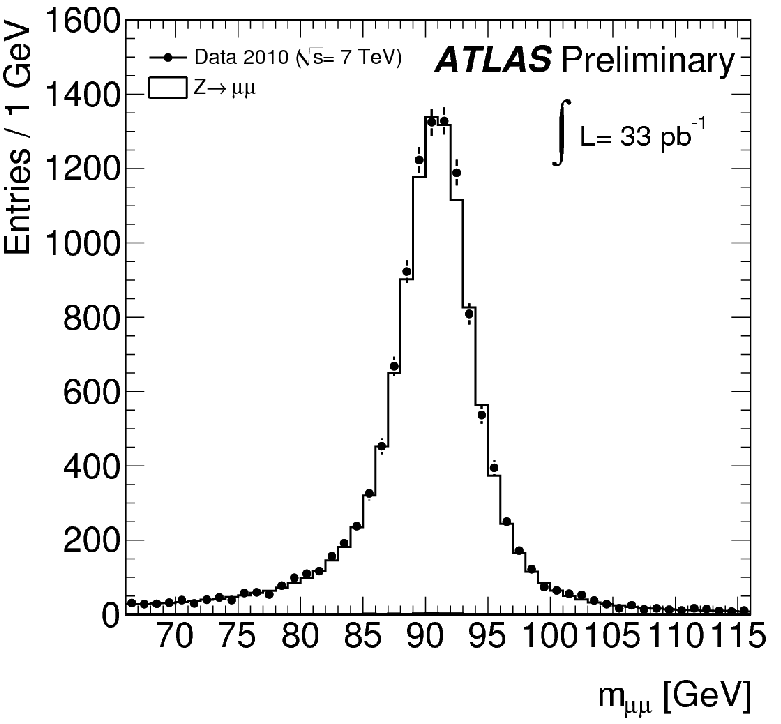 1600
1400
1200
1000
800
600
400
200
0
Entries / 1 GeV
Data 2010 (√s= 7 TeV)
Z→μμ
ATLAS Preliminary
∫ L= 33 pb⁻¹
70 75 80 85 90 95 100 105 110 115
mμμ [GeV]